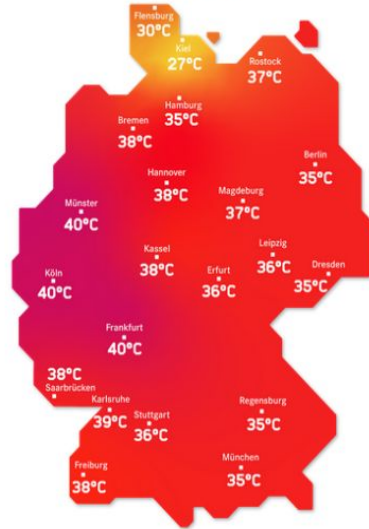 Flensburg
30°C
Kiel
27°C
Rostock
37°C
Hamburg
35°C
Bremen
38°C
Berlin
35°C
Hannover
38°C
Magdeburg
37°C
Münster
40°C
Kassel
38°C
Leipzig
36°C
Erfurt
36°C
Dresden
35°C
Köln
40°C
Frankfurt
40°C
38°C
Saarbrücken
Karlsruhe
39°C
Stuttgart
36°C
Regensburg
35°C
Freiburg
38°C
München
35°C